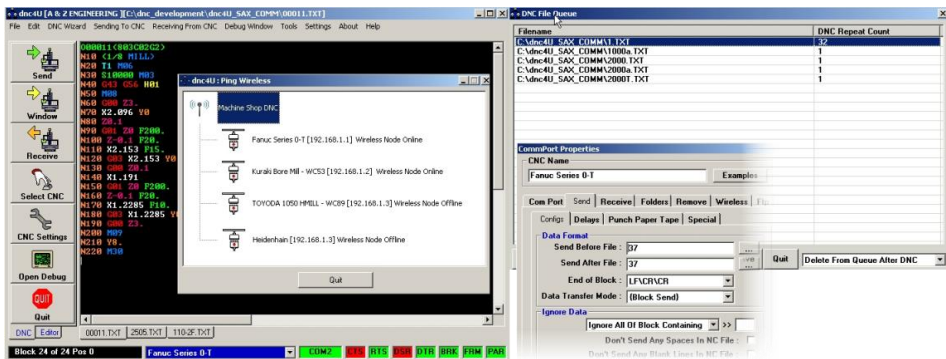 dnc4U [A & Z ENGINEERING ][C:\dnc_development\dnc4U_SAX_COMM\00011.TXT]
File Edit DNC Wizard Sending To CNC Receiving From CNC Debug Window Tools Settings About Help
Send
Window
Receive
Select CNC
CNC Settings
Open Debug
Quit
DNC Editor
O00011(803C02G2)
N10 (1/8 MILL)
N20 T1 M06
N30 S10000 M03
N40 G43 G56 H01
N50 M08
N60 G00 Z3.
N70 X2.096 Y0
N80 Z0.1
N90 G01 Z0 F200.
N100 Z-0.1 F20.
N110 X2.153 F15.
N120 G03 X2.153 Y0
N130 G00 Z0.1
N140 X1.191
N150 G01 Z0 F200.
N160 Z-0.1 F20.
N170 X1.2285 F10.
N180 G03 X1.2285 Y
N190 G00 Z3.
N200 M09
N210 Y8.
N220 M30
dnc4U : Ping Wireless
Machine Shop DNC
Fanuc Series 0-T [192.168.1.1] Wireless Node Online
Kuraki Bore Mill - WC53 [192.168.1.2] Wireless Node Online
TOYODA 1050 HMILL - WC89 [192.168.1.3] Wireless Node Offline
Heidenhain [192.168.1.3] Wireless Node Offline
Quit
00011.TXT 2505.TXT 110-2F.TXT
Block 24 of 24 Pos 0 Fanuc Series 0-T COM2 CTS RTS DSR DTR BRK FRM PAR
DNC File Queue
Filename DNC Repeat Count
C:\dnc4U_SAX_COMM\1.TXT 32
C:\dnc4U_SAX_COMM\1000a.TXT 1
C:\dnc4U_SAX_COMM\2000.TXT 1
C:\dnc4U_SAX_COMM\2000a.TXT 1
C:\dnc4U_SAX_COMM\2000T.TXT 1
CommPort Properties
CNC Name
Fanuc Series 0-T Examples
Com Port Send Receive Folders Remove Wireless
Configs Delays Punch Paper Tape Special
Data Format
Send Before File : 37 ...
Send After File : 37 ...
End of Block : LF\CR\CR
Data Transfer Mode : (Block Send)
Ignore Data
Ignore All Of Block Containing >>
Don't Send Any Spaces In NC File :
Don't Send Any Blank Lines In NC File :
Quit Delete From Queue After DNC